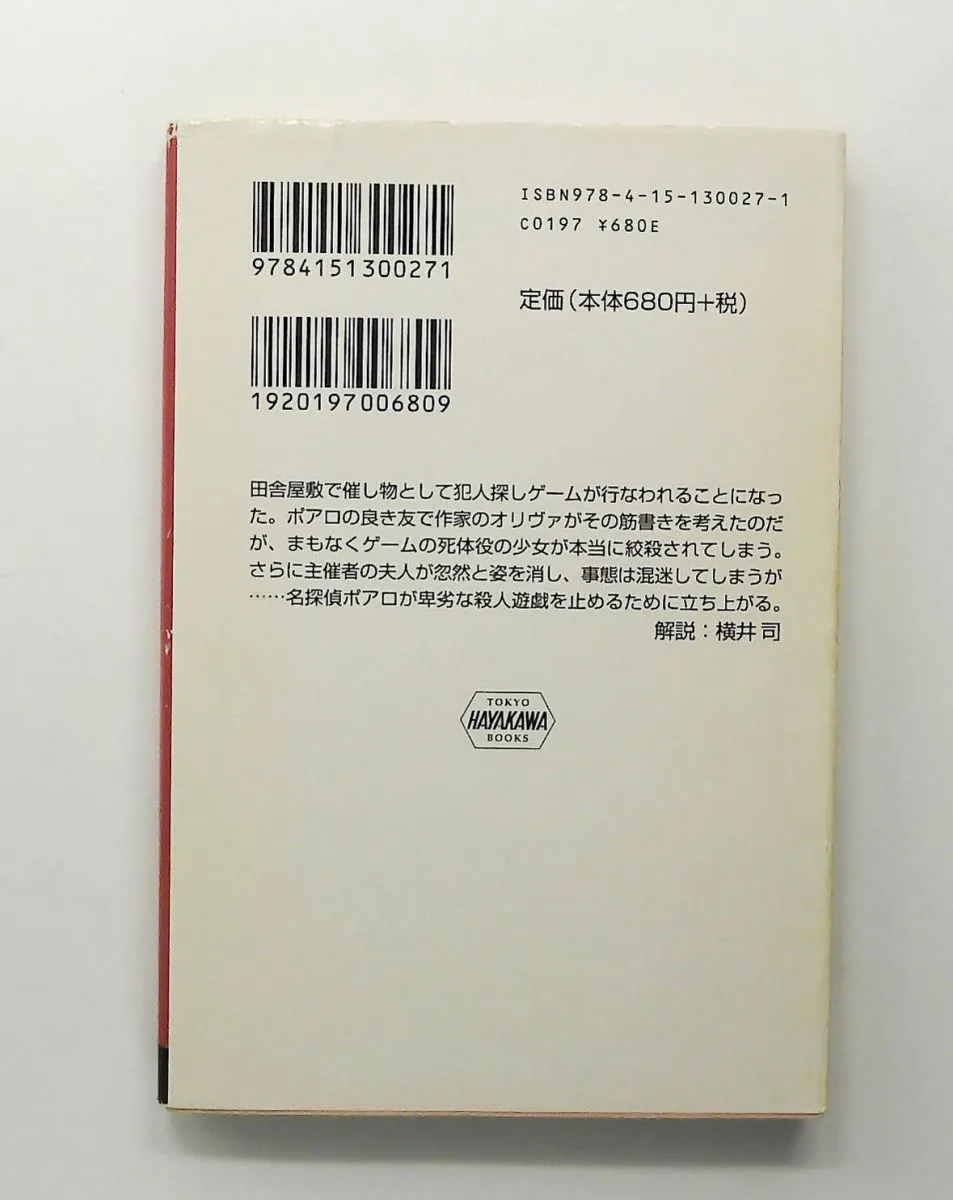 ISBN978-4-15-130027-1
C0197 ¥680E
9784151300271
定価(本体680円+税)
1920197006809
田舎屋敷で催し物として犯人探しゲームが行なわれることになっ
た。ポアロの良き友で作家のオリヴァがその筋書きを考えたのだ
が、まもなくゲームの死体役の少女が本当に絞殺されてしまう。
さらに主催者の夫人が忽然と姿を消し、事態は混迷してしまうが
……名探偵ポアロが卑劣な殺人遊戯を止めるために立ち上がる。
解説:横井 司
TOKYO
HAYAKAWA
BOOKS